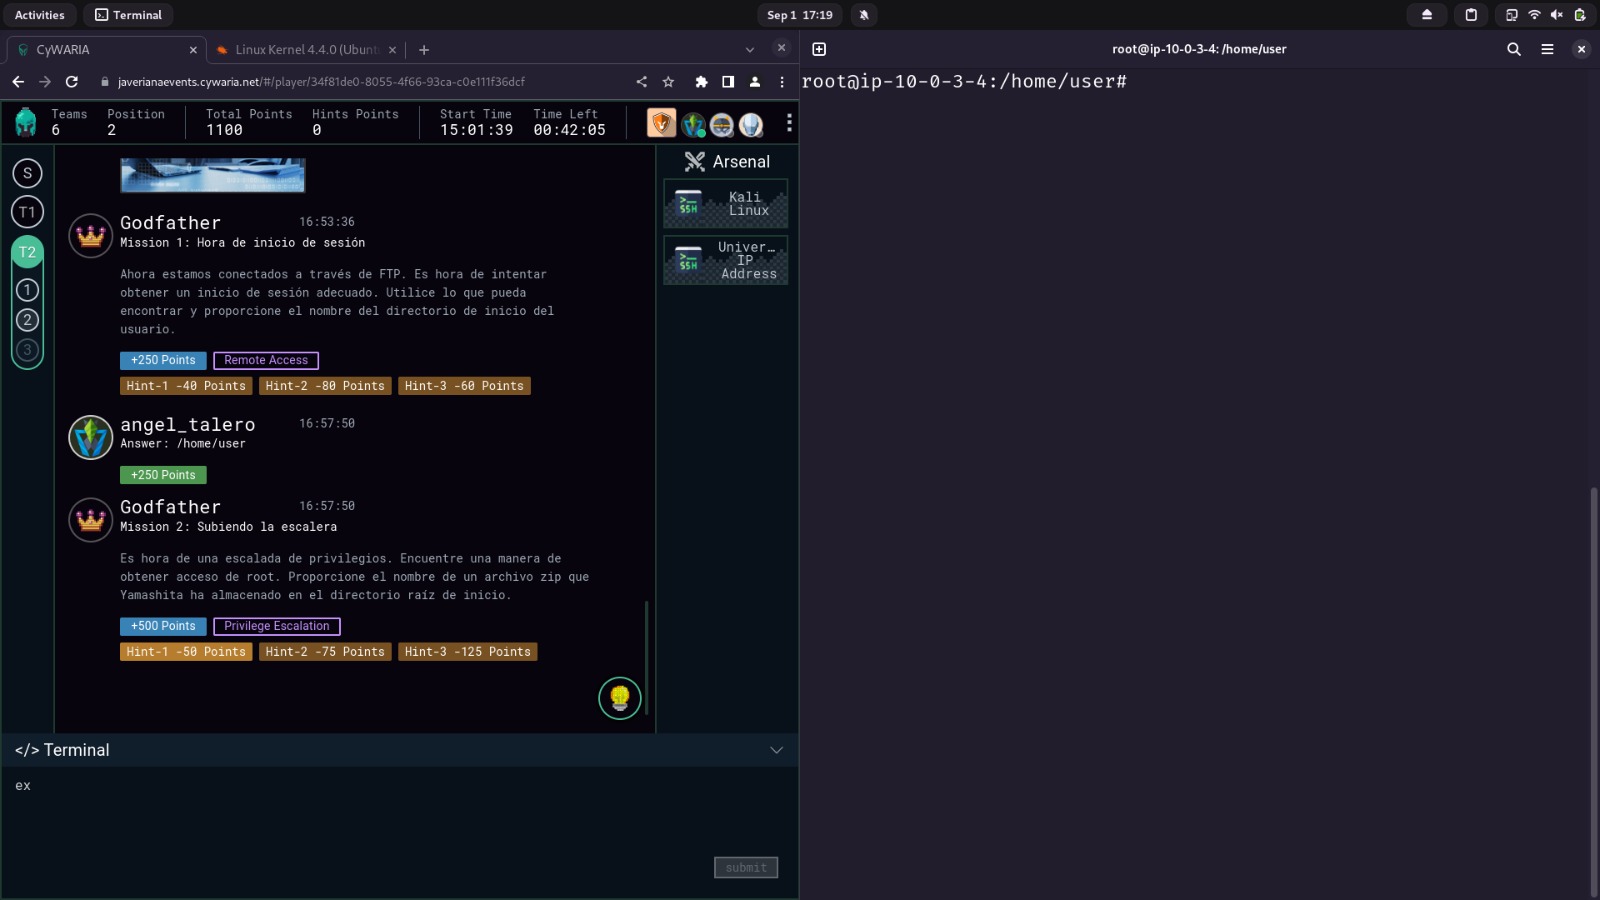 Activities
Terminal
Sep 1 17:19
CyWARIA
Linux Kernel 4.4.0 (Ubunt
root@ip-10-0-3-4: /home/user
javerianaevents.cywaria.net/#/player/34f81de0-8055-4f66-93ca-c0e111f36dcf
root@ip-10-0-3-4:/home/user#
Teams
6
Position
2
Total Points
1100
Hints Points
0
Start Time
15:01:39
Time Left
00:42:05
S
T1
T2
1
2
3
Godfather 16:53:36
Mission 1: Hora de inicio de sesión
Ahora estamos conectados a través de FTP. Es hora de intentar
obtener un inicio de sesión adecuado. Utilice lo que pueda
encontrar y proporcione el nombre del directorio de inicio del
usuario.
+250 Points Remote Access
Hint-1 -40 Points Hint-2 -80 Points Hint-3 -60 Points
angel_talero 16:57:50
Answer: /home/user
+250 Points
Godfather 16:57:50
Mission 2: Subiendo la escalera
Es hora de una escalada de privilegios. Encuentre una manera de
obtener acceso de root. Proporcione el nombre de un archivo zip que
Yamashita ha almacenado en el directorio raíz de inicio.
+500 Points Privilege Escalation
Hint-1 -50 Points Hint-2 -75 Points Hint-3 -125 Points
Arsenal
>_ SSH
Kali
Linux
>_ SSH
Univer...
IP
Address
</> Terminal
ex
submit